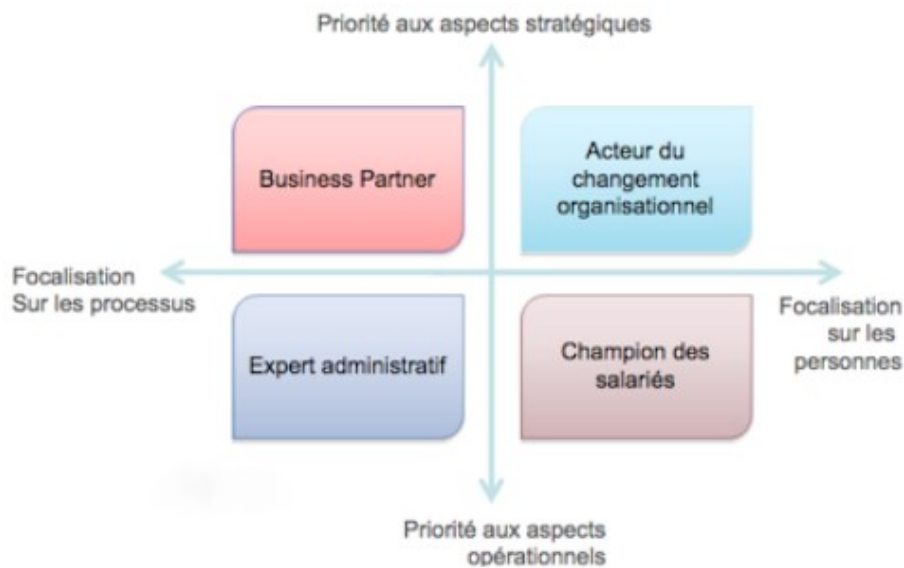 Priorité aux aspects stratégiques
Business Partner
Acteur du
changement
organisationnel
Focalisation
Sur les processus
Focalisation
sur les
personnes
Expert administratif
Champion des
salariés
Priorité aux aspects
opérationnels